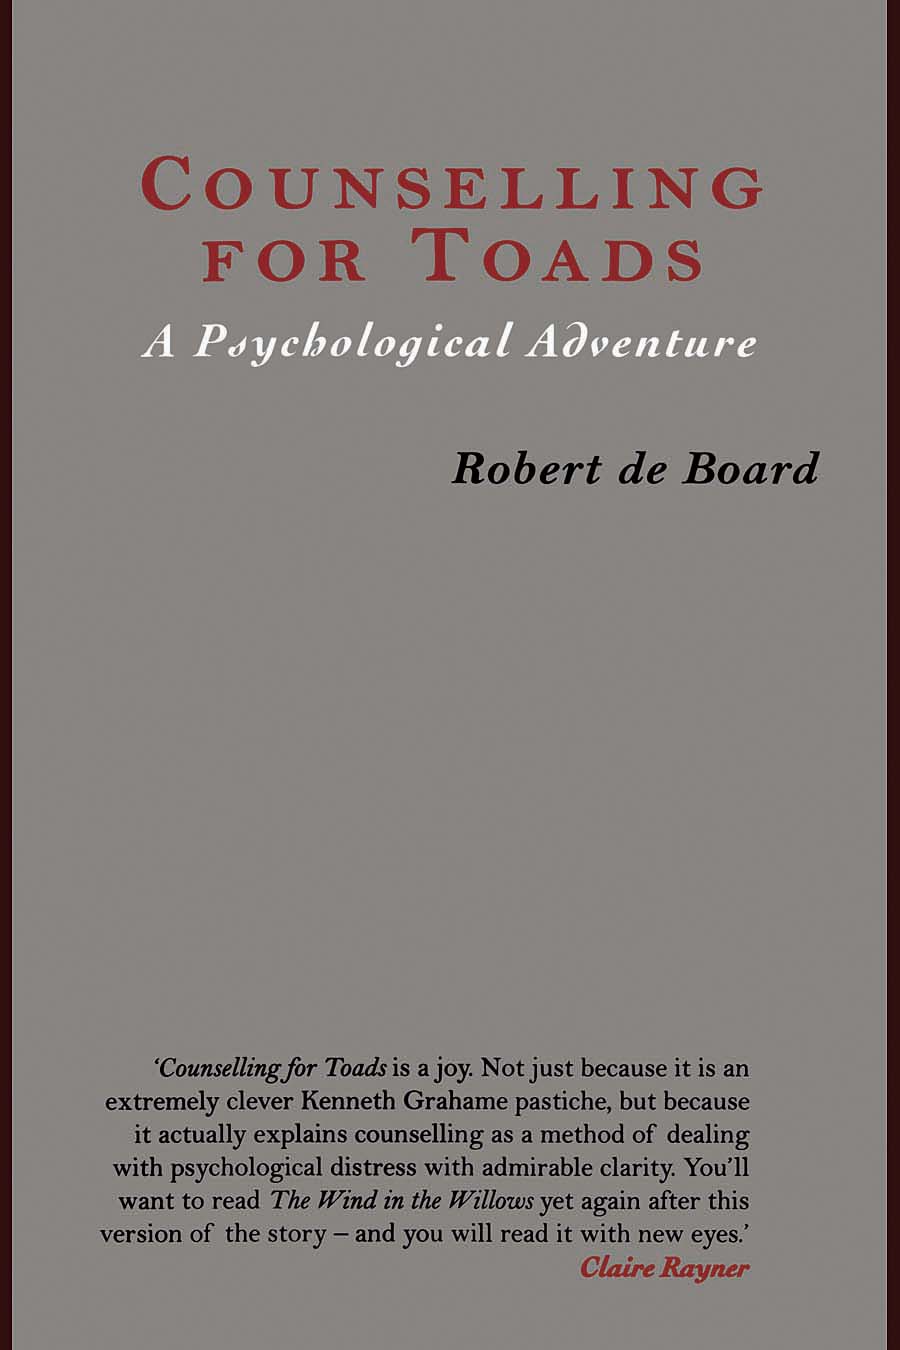 COUNSELLING
FOR TOADS
A Psychological Adventure
Robert de Board
‘Counselling for Toads is a joy. Not just because it is an
extremely clever Kenneth Grahame pastiche, but because
it actually explains counselling as a method of dealing
with psychological distress with admirable clarity. You’ll
want to read The Wind in the Willows yet again after this
version of the story – and you will read it with new eyes.’
Claire Rayner